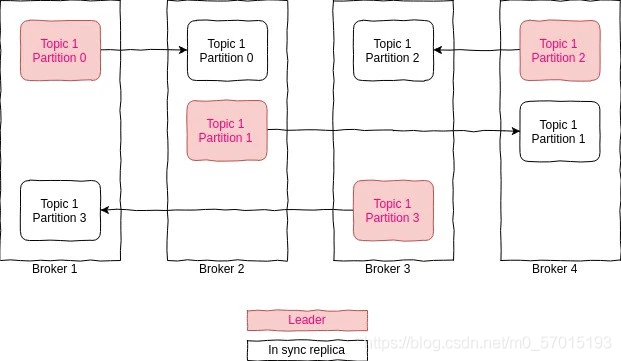 Topic 1
Partition 0
Topic 1
Partition 0
Topic 1
Partition 2
Topic 1
Partition 2
Topic 1
Partition 1
Topic 1
Partition 1
Topic 1
Partition 3
Topic 1
Partition 3
Broker 1
Broker 2
Broker 3
Broker 4
Leader
In sync replica
https://blog.csdn.net/m0_57015193